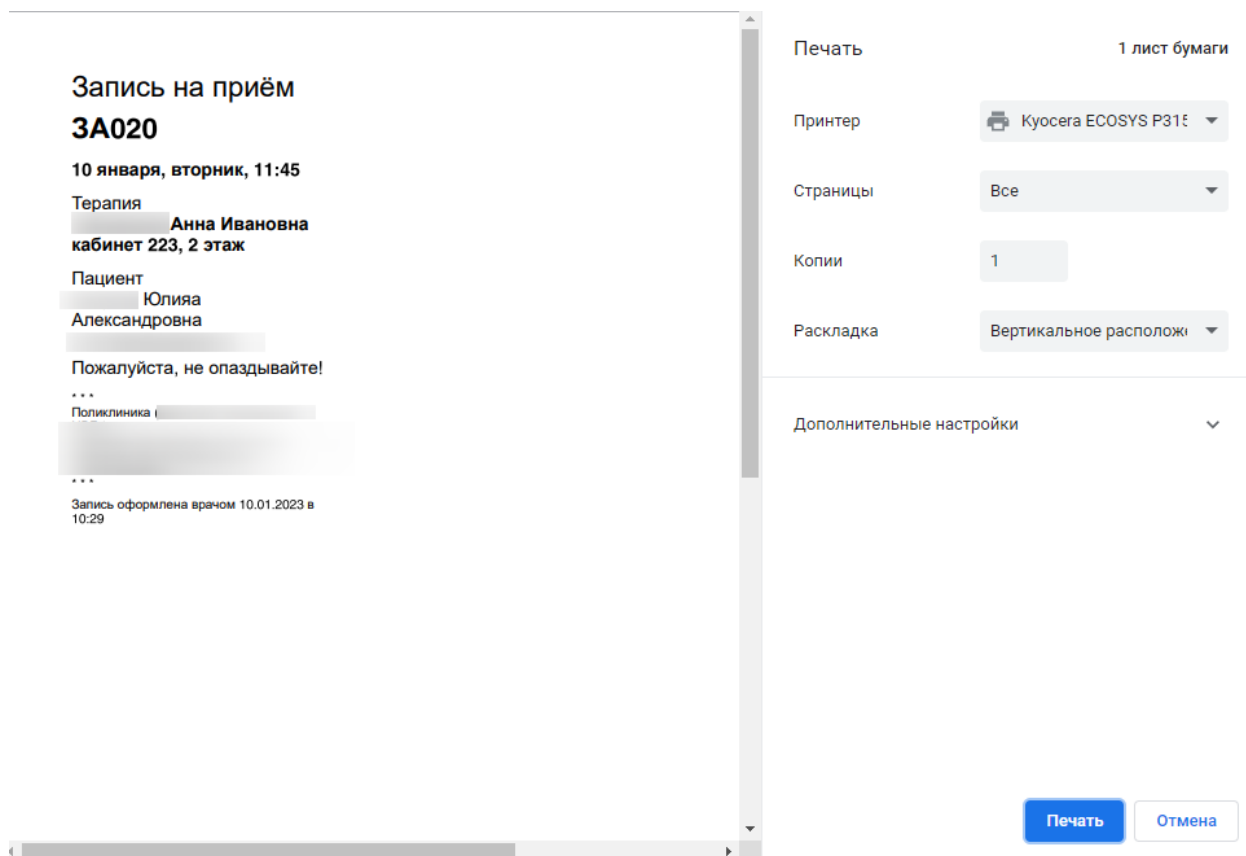 Запись на приём
3А020
10 января, вторник, 11:45
Терапия
Анна Ивановна
кабинет 223, 2 этаж
Пациент
Юлияа
Александровна
Пожалуйста, не опаздывайте!
* * *
Поликлиника (
* * *
Запись оформлена врачом 10.01.2023 в
10:29
Печать
1 лист бумаги
Принтер
Kyocera ECOSYS P315
Страницы
Все
Копии
1
Раскладка
Вертикальное располож
Дополнительные настройки
Печать
Отмена